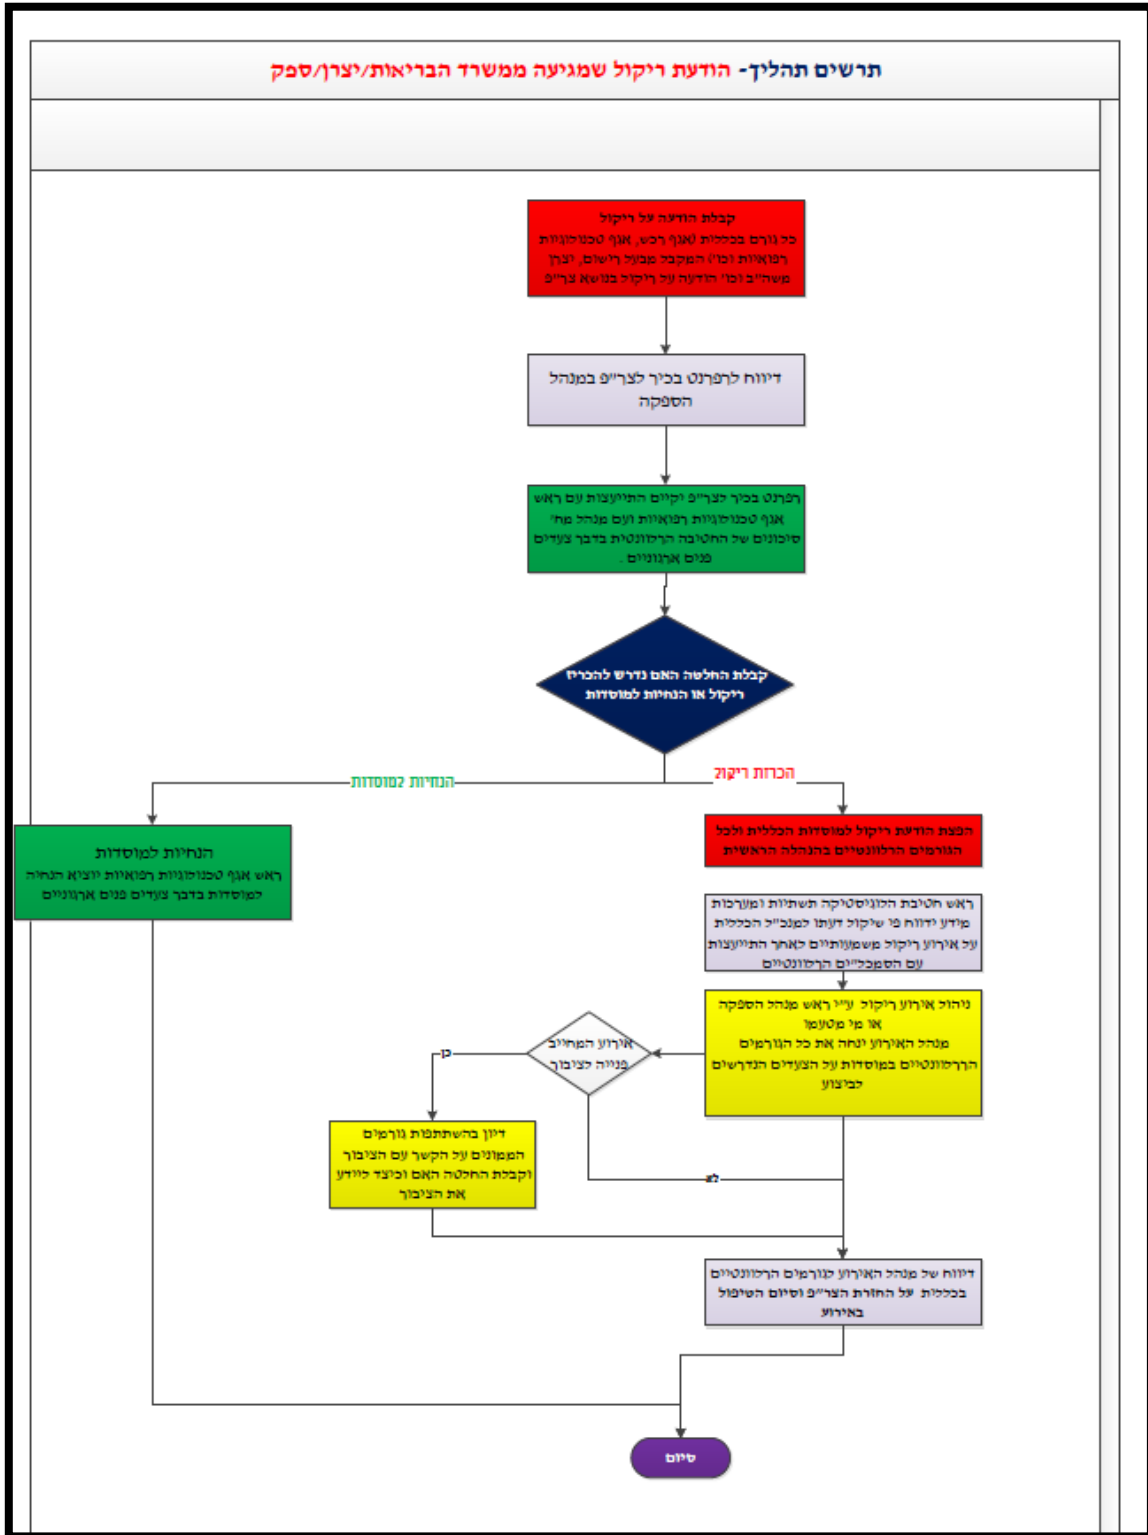 תרשים תהליך- הודעת ריקול שמגיעה ממשרד הבריאות/יצרן/ספק
קבלת הודעה על ריקול
כל גורם בכללית (אגף רכש, אגף טכנולוגיות
רפואיות וכו') המקבל מבעל רישום, יצרן
משה"ב וכו' הודעה על ריקול בנושא צר"פ
דיווח לרפרנט בכיר לצר"פ במנהל
הספקה
רפרנט בכיר לצר"פ יקיים התייעצות עם ראש
אגף טכנולוגיות רפואיות ועם מנהל מח'
סיכונים של החטיבה הרלוונטית בדבר צעדים
פנים ארגוניים .
קבלת החלטה האם נדרש להכריז
ריקול או הנחיות למוסדות
הכרזת ריקול
הנחיות למוסדות
הפצת הודעת ריקול למוסדות הכללית ולכל
הגורמים הרלוונטיים בהנהלה הראשית
הנחיות למוסדות
ראש אגף טכנולוגיות רפואיות יוציא הנחיה
למוסדות בדבר צעדים פנים ארגוניים
ראש חטיבת הלוגיסטיקה תשתיות ומערכות
מידע ידווח פי שיקול דעתו למנכ"ל הכללית
על אירוע ריקול משמעותיים לאחר התייעצות
עם הסמכל"ים הרלוונטיים
ניהול אירוע ריקול ע"י ראש מנהל הספקה
או מי מטעמו
מנהל האירוע ינחה את כל הגורמים
הררלוונטיים במוסדות על הצעדים הנדרשים
לביצוע
אירוע המחייב
פנייה לציבור
כן
דיון בהשתתפות גורמים
הממונים על הקשר עם הציבור
וקבלת החלטה האם וכיצד ליידע
את הציבור
לא
דיווח של מנהל האירוע לגורמים הרלוונטיים
בכללית על החזרת הצר"פ וסיום הטיפול
באירוע
סיום